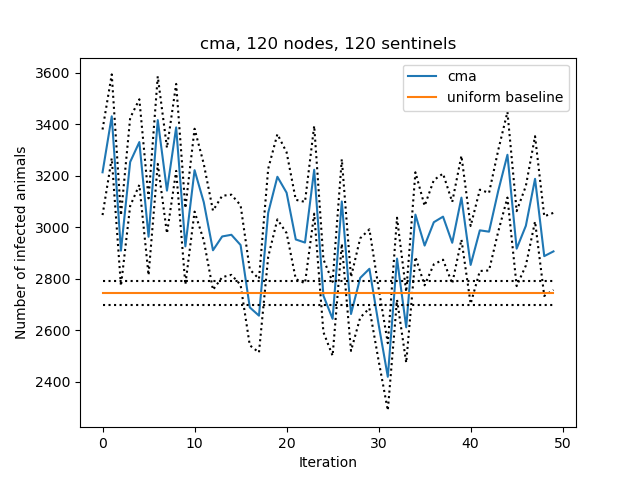 cma, 120 nodes, 120 sentinels
cma
uniform baseline
Number of infected animals
3600
3400
3200
3000
2800
2600
2400
0 10 20 30 40 50
Iteration